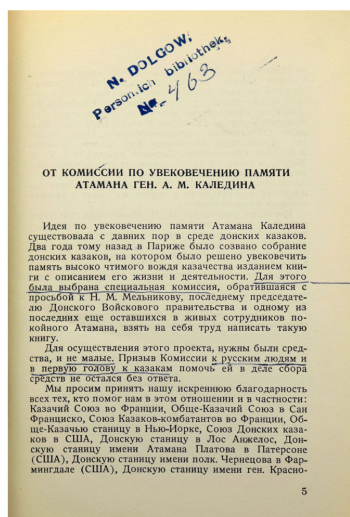 N. DOLGOW,
Persönlich bibliothek,
№ 463
ОТ КОМИССИИ ПО УВЕКОВЕЧЕНИЮ ПАМЯТИ
АТАМАНА ГЕН. А. М. КАЛЕДИНА
Идея по увековечению памяти Атамана Каледина
существовала с давних пор в среде донских казаков.
Два года тому назад в Париже было созвано собрание
донских казаков, на котором было решено увековечить
память высоко чтимого вождя казачества изданием кни-
ги с описанием его жизни и деятельности. Для этого
была выбрана специальная комиссия, обратившаяся с
просьбой к Н. М. Мельникову, последнему председате-
лю Донского Войскового правительства и одному из
последних еще оставшихся в живых сотрудников по-
койного Атамана, взять на себя труд написать такую
книгу.
Для осуществления этого проекта, нужны были сред-
ства, и не малые. Призыв Комиссии к русским людям и
в первую голову к казакам помочь ей в деле сбора
средств не остался без ответа.
Мы просим принять нашу искреннюю благодарность
всех тех, кто помог нам в этом отношении и в частности:
Казачий Союз во Франции, Обще-Казачий Союз в Сан
Франциско, Союз Казаков-комбатантов во Франции, Об-
ще-Казачью станицу в Нью-Иорке, Союз Донских каза-
ков в США, Донскую станицу в Лос Анжелос, Дон-
скую станицу имени Атамана Платова в Патерсоне
(США), Донскую станицу имени полк. Чернецова в Фар-
мингдале (США), Донскую станицу имени ген. Красно-
5